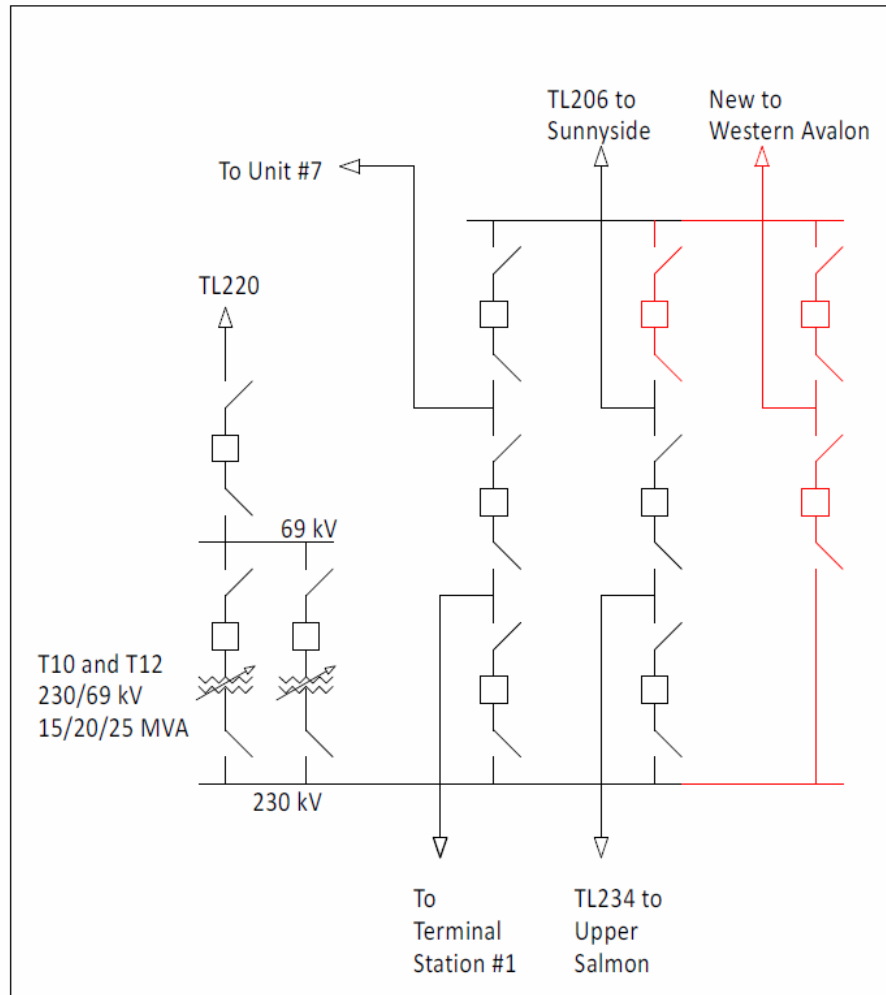 TL206 to
Sunnyside
New to
Western Avalon
To Unit #7
TL220
69 kV
T10 and T12
230/69 kV
15/20/25 MVA
230 kV
To
Terminal
Station #1
TL234 to
Upper
Salmon